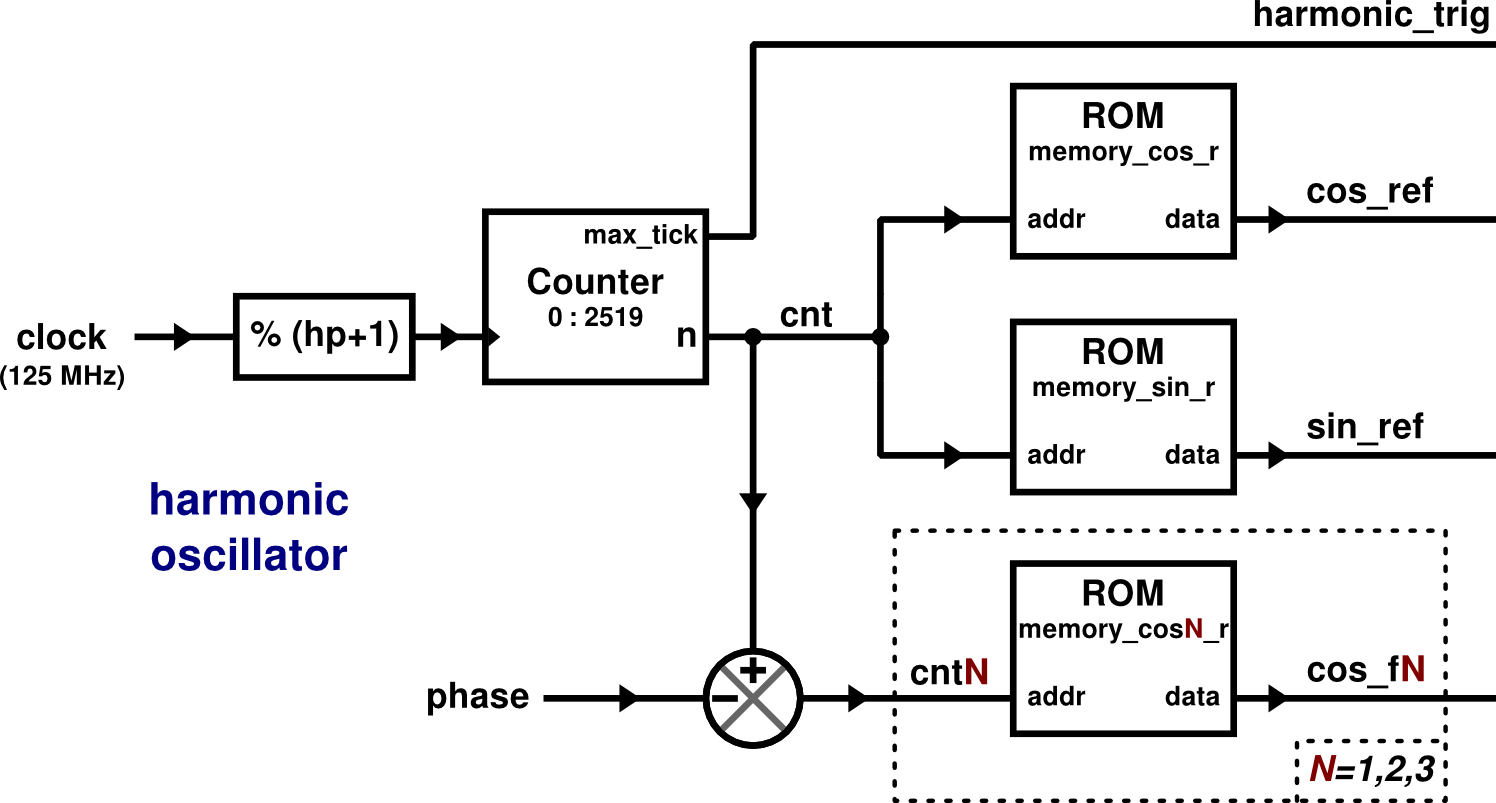 harmonic_trig
ROM
memory_cos_r
addr data
cos_ref
max_tick
Counter
0 : 2519
n
cnt
clock
(125 MHz)
% (hp+1)
ROM
memory_sin_r
addr data
sin_ref
harmonic
oscillator
ROM
memory_cosN_r
addr data
cntN
cos_fN
phase
+
−
N=1,2,3